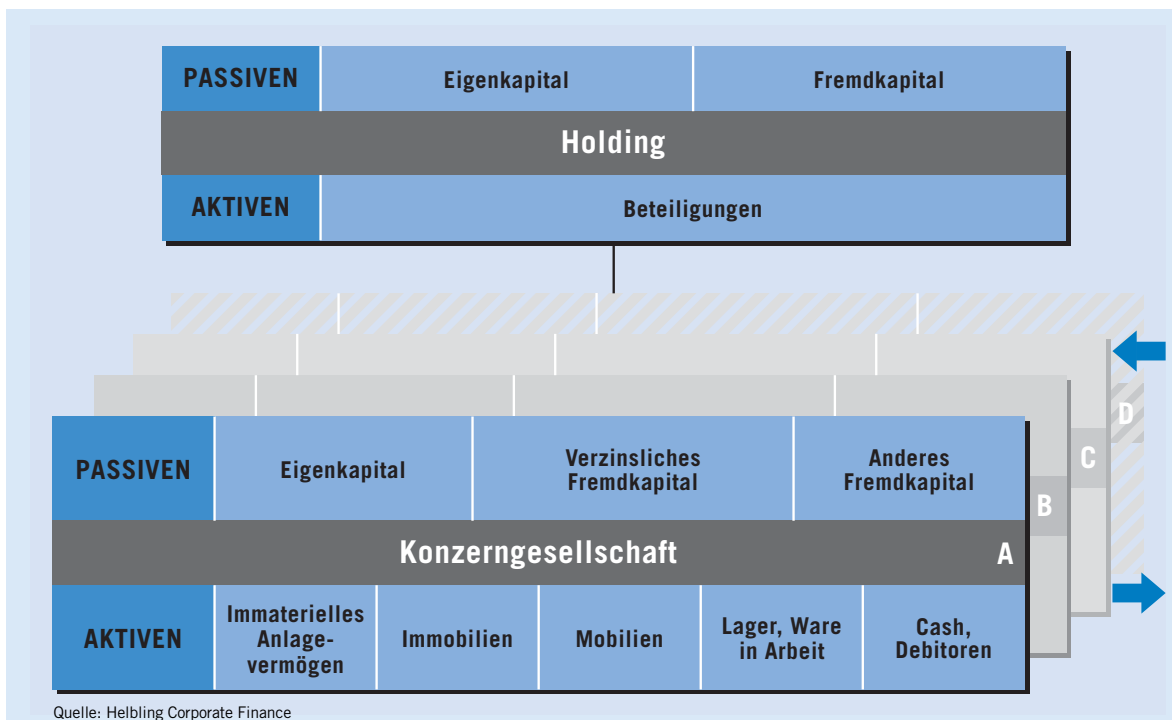 PASSIVEN
Eigenkapital
Fremdkapital
Holding
AKTIVEN
Beteiligungen
PASSIVEN
Eigenkapital
Verzinsliches
Fremdkapital
Anderes
Fremdkapital
D
C
B
Konzerngesellschaft
A
AKTIVEN
Immaterielles
Anlage-
vermögen
Immobilien
Mobilien
Lager, Ware
in Arbeit
Cash,
Debitoren
Quelle: Helbling Corporate Finance